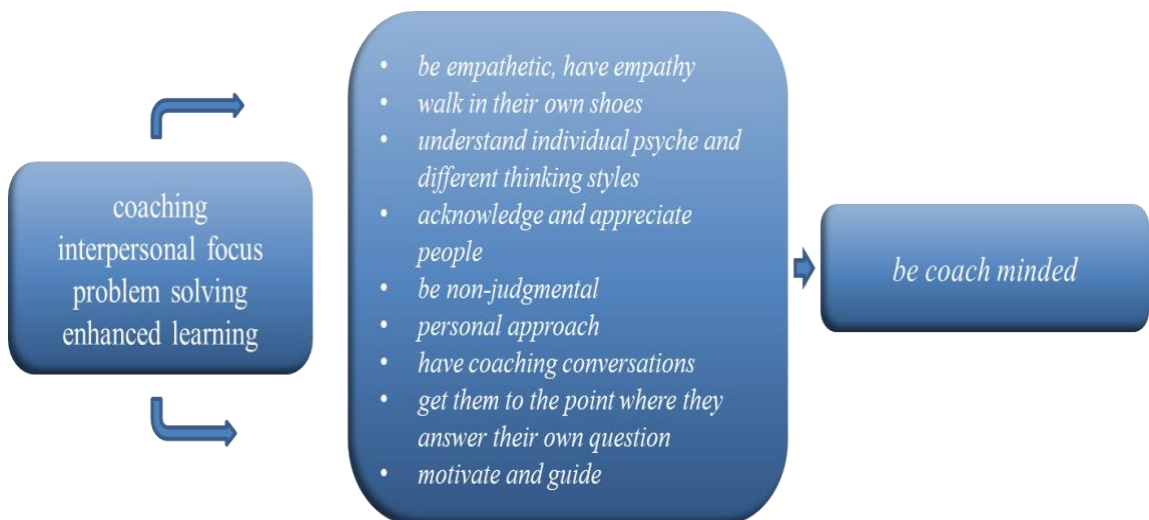 coaching
interpersonal focus
problem solving
enhanced learning
• be empathetic, have empathy
• walk in their own shoes
• understand individual psyche and
different thinking styles
• acknowledge and appreciate
people
• be non-judgmental
• personal approach
• have coaching conversations
• get them to the point where they
answer their own question
• motivate and guide
be coach minded